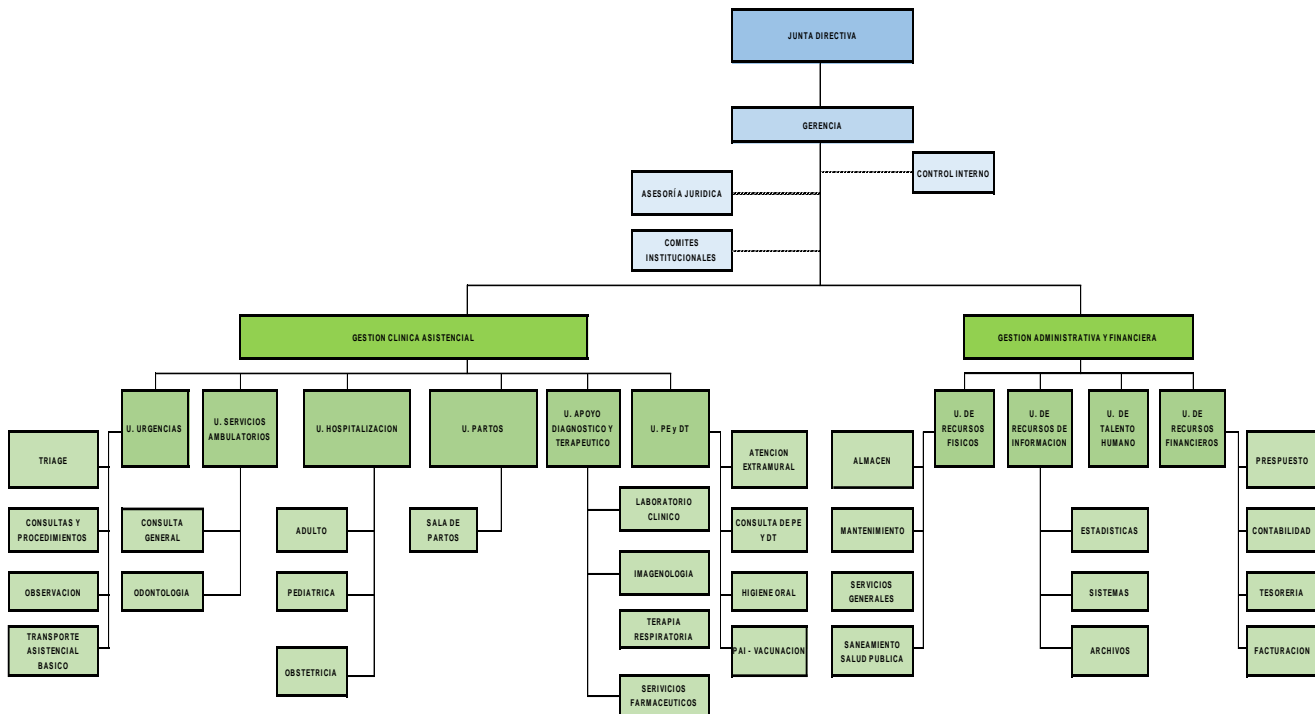 JUNTA DIRECTIVA
GERENCIA
CONTROL INTERNO
ASESORÍA JURIDICA
COMITES
INSTITUCIONALES
GESTION CLINICA ASISTENCIAL
GESTION ADMINISTRATIVA Y FINANCIERA
U. URGENCIAS
U. SERVICIOS
AMBULATORIOS
U. HOSPITALIZACION
U. PARTOS
U. APOYO
DIAGNOSTICO Y
TERAPEUTICO
U. PE y DT
U. DE
RECURSOS
FISICOS
U. DE
RECURSOS DE
INFORMACION
U. DE
TALENTO
HUMANO
U. DE
RECURSOS
FINANCIEROS
TRIAGE
CONSULTAS Y
PROCEDIMIENTOS
OBSERVACION
TRANSPORTE
ASISTENCIAL
BASICO
CONSULTA
GENERAL
ODONTOLOGIA
ADULTO
PEDIATRICA
OBSTETRICIA
SALA DE
PARTOS
LABORATORIO
CLINICO
IMAGENOLOGIA
TERAPIA
RESPIRATORIA
SERIVICIOS
FARMACEUTICOS
ATENCION
EXTRAMURAL
CONSULTA DE PE
Y DT
HIGIENE ORAL
PAI - VACUNACION
ALMACEN
MANTENIMIENTO
SERVICIOS
GENERALES
SANEAMIENTO
SALUD PUBLICA
ESTADISTICAS
SISTEMAS
ARCHIVOS
PRESPUESTO
CONTABILIDAD
TESORERIA
FACTURACION